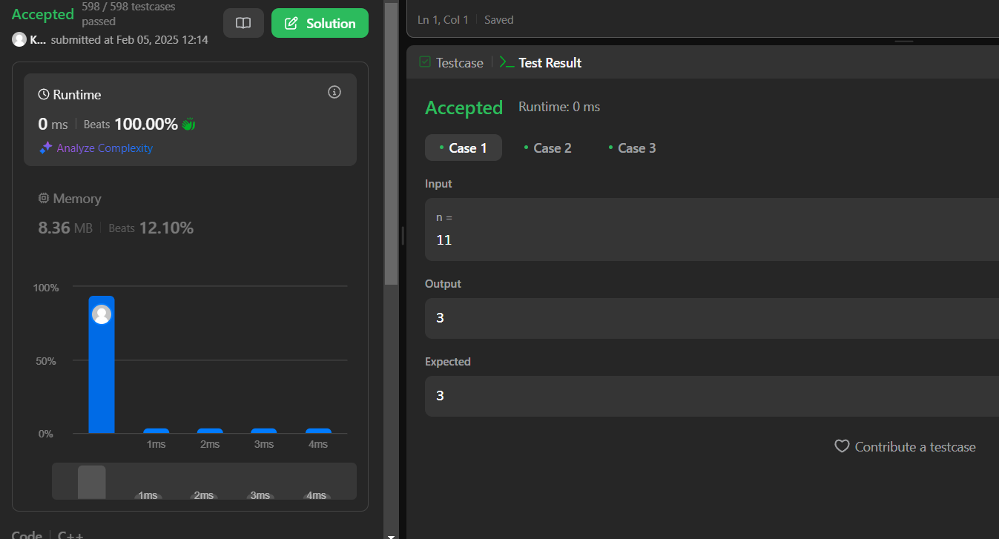 Accepted
598 / 598 testcases
passed
Solution
K... submitted at Feb 05, 2025 12:14
Runtime
0 ms Beats 100.00%
Analyze Complexity
Memory
8.36 MB Beats 12.10%
100%
50%
0%
1ms 2ms 3ms 4ms
1ms 2ms 3ms 4ms
Code C++
Ln 1, Col 1 Saved
Testcase >_ Test Result
Accepted Runtime: 0 ms
• Case 1 • Case 2 • Case 3
Input
n =
11
Output
3
Expected
3
Contribute a testcase